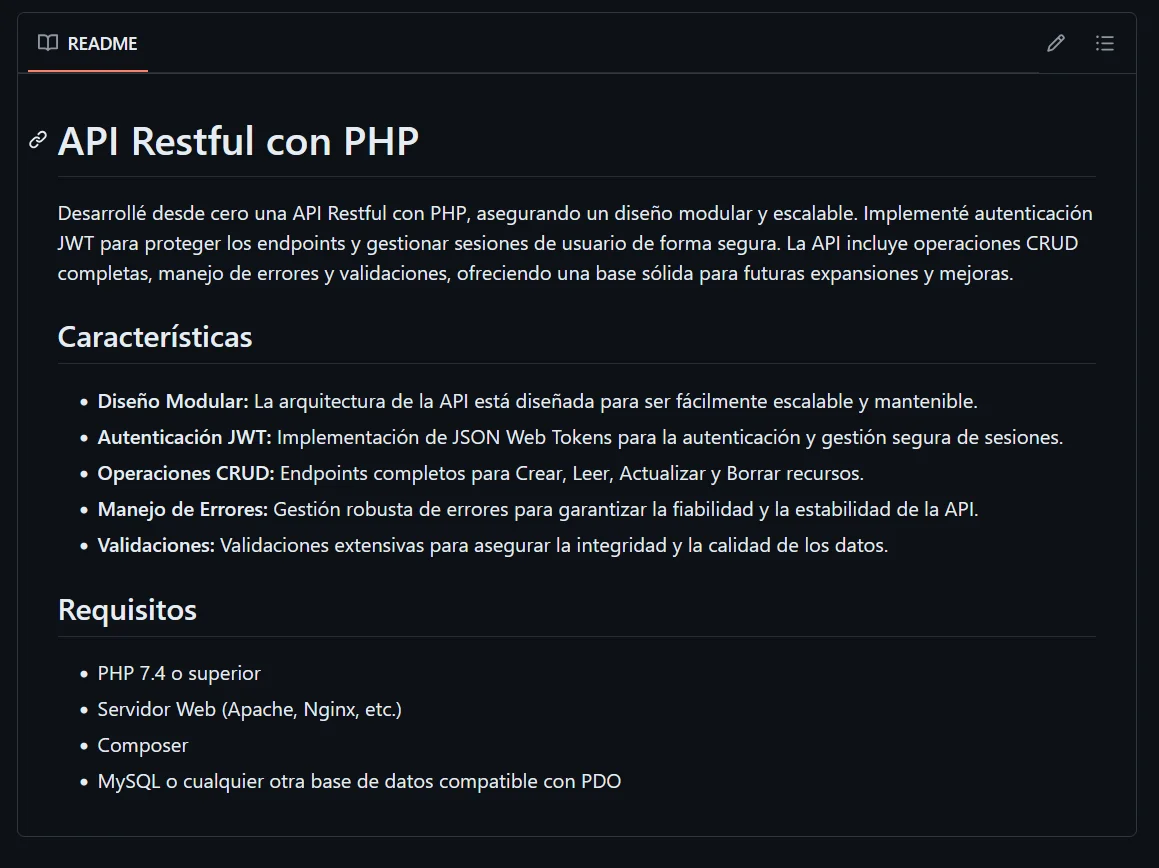 README
API Restful con PHP
Desarrollé desde cero una API Restful con PHP, asegurando un diseño modular y escalable. Implementé autenticación
JWT para proteger los endpoints y gestionar sesiones de usuario de forma segura. La API incluye operaciones CRUD
completas, manejo de errores y validaciones, ofreciendo una base sólida para futuras expansiones y mejoras.
Características
• Diseño Modular: La arquitectura de la API está diseñada para ser fácilmente escalable y mantenible.
• Autenticación JWT: Implementación de JSON Web Tokens para la autenticación y gestión segura de sesiones.
• Operaciones CRUD: Endpoints completos para Crear, Leer, Actualizar y Borrar recursos.
• Manejo de Errores: Gestión robusta de errores para garantizar la fiabilidad y la estabilidad de la API.
• Validaciones: Validaciones extensivas para asegurar la integridad y la calidad de los datos.
Requisitos
• PHP 7.4 o superior
• Servidor Web (Apache, Nginx, etc.)
• Composer
• MySQL o cualquier otra base de datos compatible con PDO